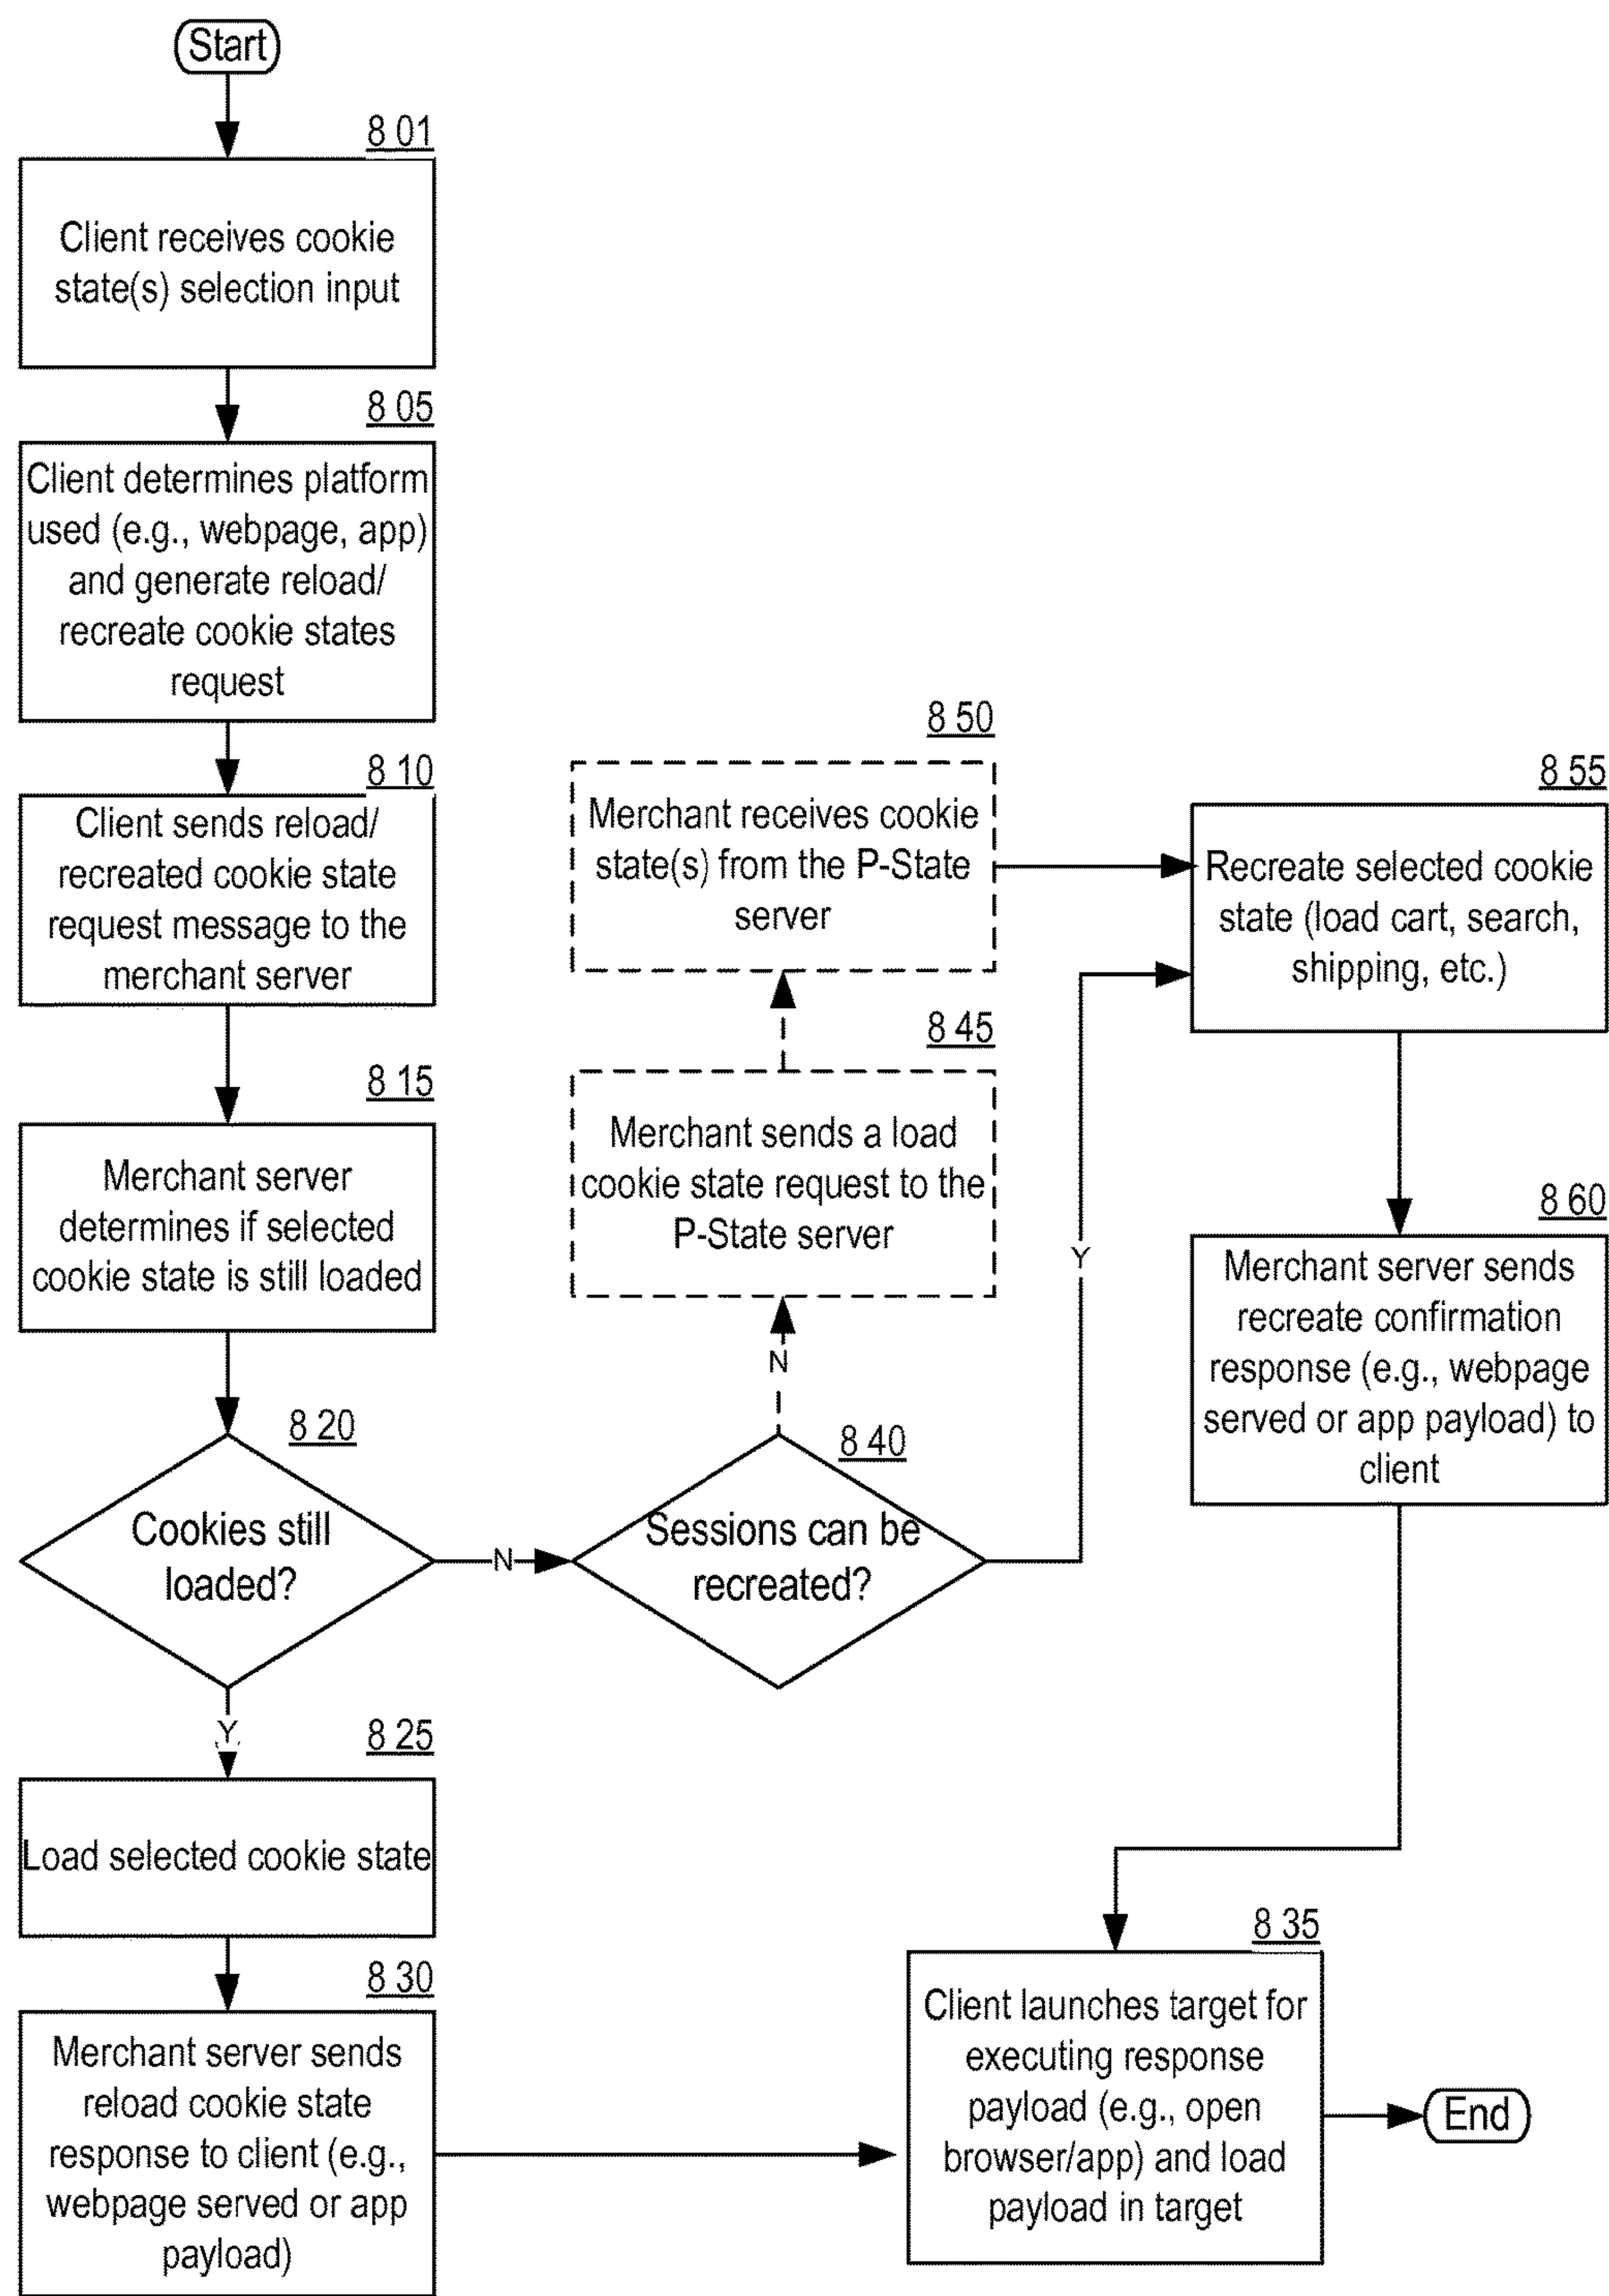 Start
8 01
Client receives cookie
state(s) selection input
8 05
Client determines platform
used (e.g., webpage, app)
and generate reload/
recreate cookie states
request
8 10
Client sends reload/
recreated cookie state
request message to the
merchant server
8 15
Merchant server
determines if selected
cookie state is still loaded
8 20
Cookies still
loaded?
N
Y
8 25
Load selected cookie state
8 30
Merchant server sends
reload cookie state
response to client (e.g.,
webpage served or app
payload)
8 40
Sessions can be
recreated?
N
Y
8 45
Merchant sends a load
cookie state request to the
P-State server
8 50
Merchant receives cookie
state(s) from the P-State
server
8 55
Recreate selected cookie
state (load cart, search,
shipping, etc.)
8 60
Merchant server sends
recreate confirmation
response (e.g., webpage
served or app payload) to
client
8 35
Client launches target for
executing response
payload (e.g., open
browser/app) and load
payload in target
End